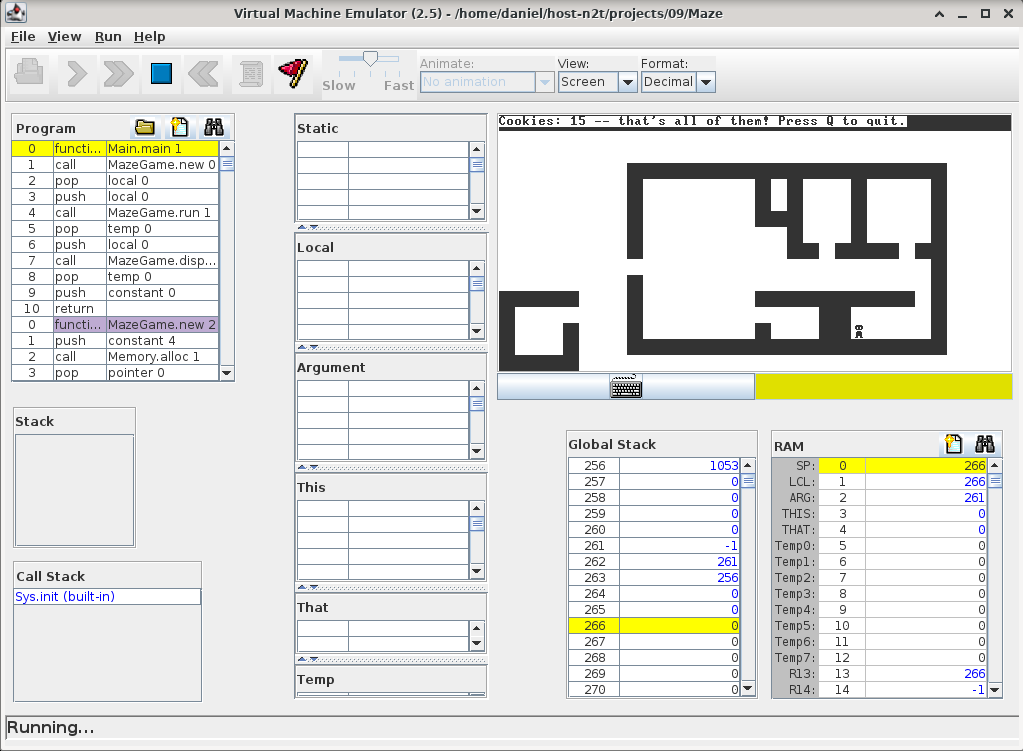 Virtual Machine Emulator (2.5) - /home/daniel/host-n2t/projects/09/Maze
File View Run Help
Slow Fast
Animate:
No animation
View:
Screen
Format:
Decimal
Program
0 functi... Main.main 1
1 call MazeGame.new 0
2 pop local 0
3 push local 0
4 call MazeGame.run 1
5 pop temp 0
6 push local 0
7 call MazeGame.disp...
8 pop temp 0
9 push constant 0
10 return
0 functi... MazeGame.new 2
1 push constant 4
2 call Memory.alloc 1
3 pop pointer 0
Stack
Call Stack
Sys.init (built-in)
Static
Local
Argument
This
That
Temp
Cookies: 15 -- that's all of them! Press Q to quit.
Global Stack
256 1053
257 0
258 0
259 0
260 0
261 -1
262 261
263 256
264 0
265 0
266 0
267 0
268 0
269 0
270 0
RAM
SP: 0 266
LCL: 1 266
ARG: 2 261
THIS: 3 0
THAT: 4 0
Temp0: 5 0
Temp1: 6 0
Temp2: 7 0
Temp3: 8 0
Temp4: 9 0
Temp5: 10 0
Temp6: 11 0
Temp7: 12 0
R13: 13 266
R14: 14 -1
Running...